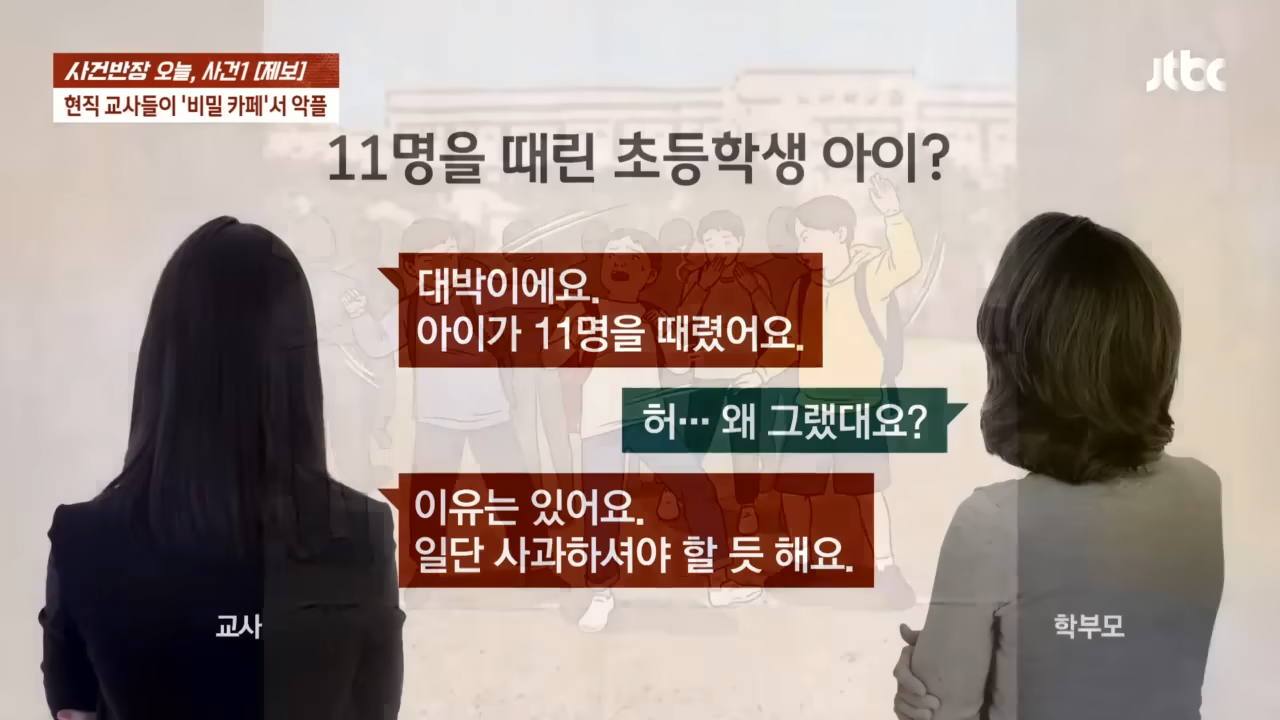 사건반장 오늘, 사건1 [제보]
현직 교사들이 '비밀 카페'서 악플
jtbc
11명을 때린 초등학생 아이?
대박이에요.
아이가 11명을 때렸어요.
허… 왜 그랬대요?
이유는 있어요.
일단 사과하셔야 할 듯 해요.
교사
학부모